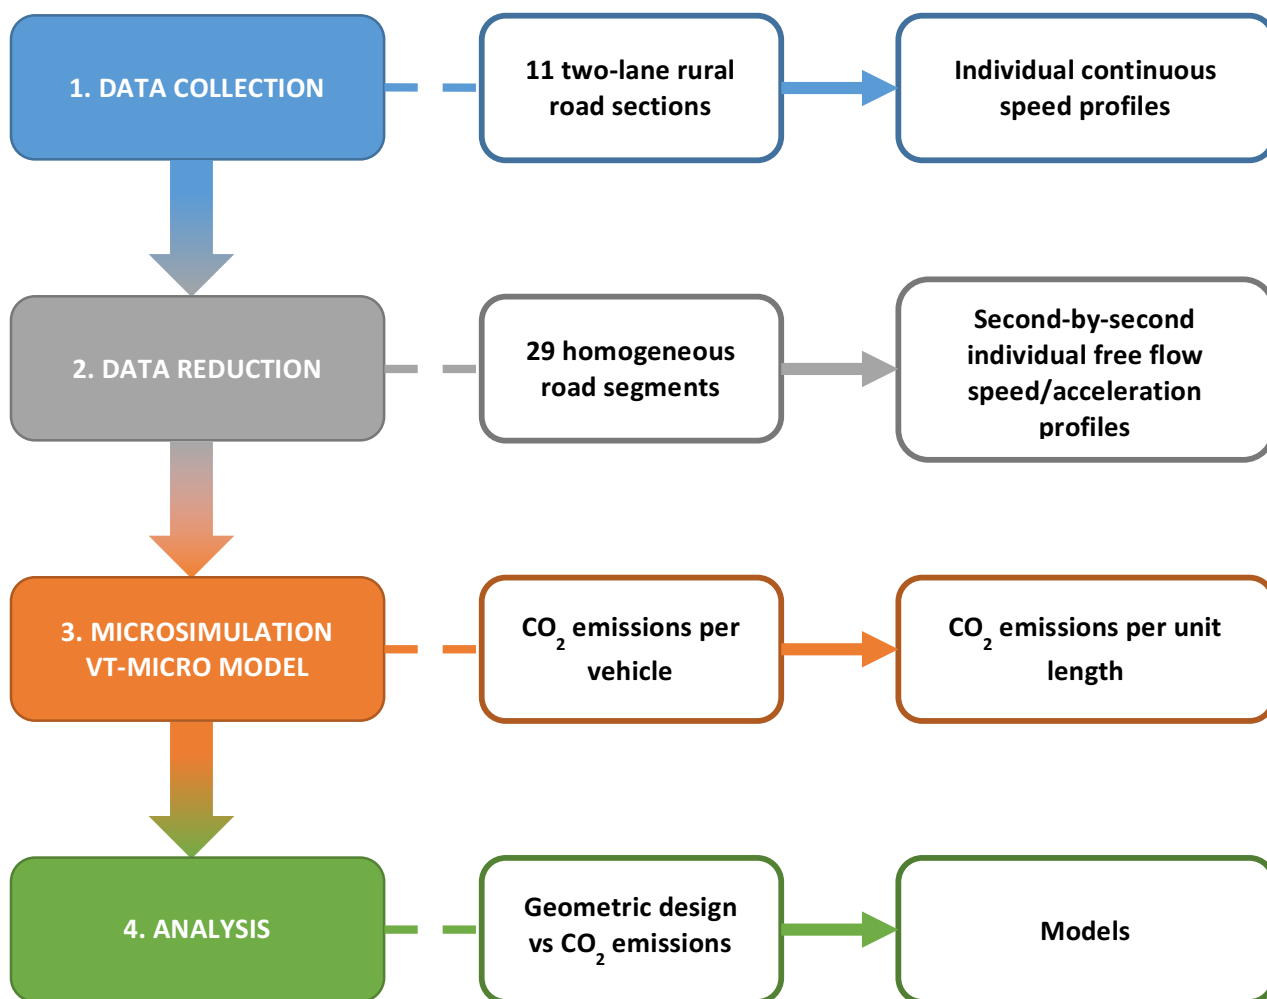 1. DATA COLLECTION
11 two-lane rural
road sections
Individual continuous
speed profiles
2. DATA REDUCTION
29 homogeneous
road segments
Second-by-second
individual free flow
speed/acceleration
profiles
3. MICROSIMULATION
VT-MICRO MODEL
CO₂ emissions per
vehicle
CO₂ emissions per unit
length
4. ANALYSIS
Geometric design
vs CO₂ emissions
Models